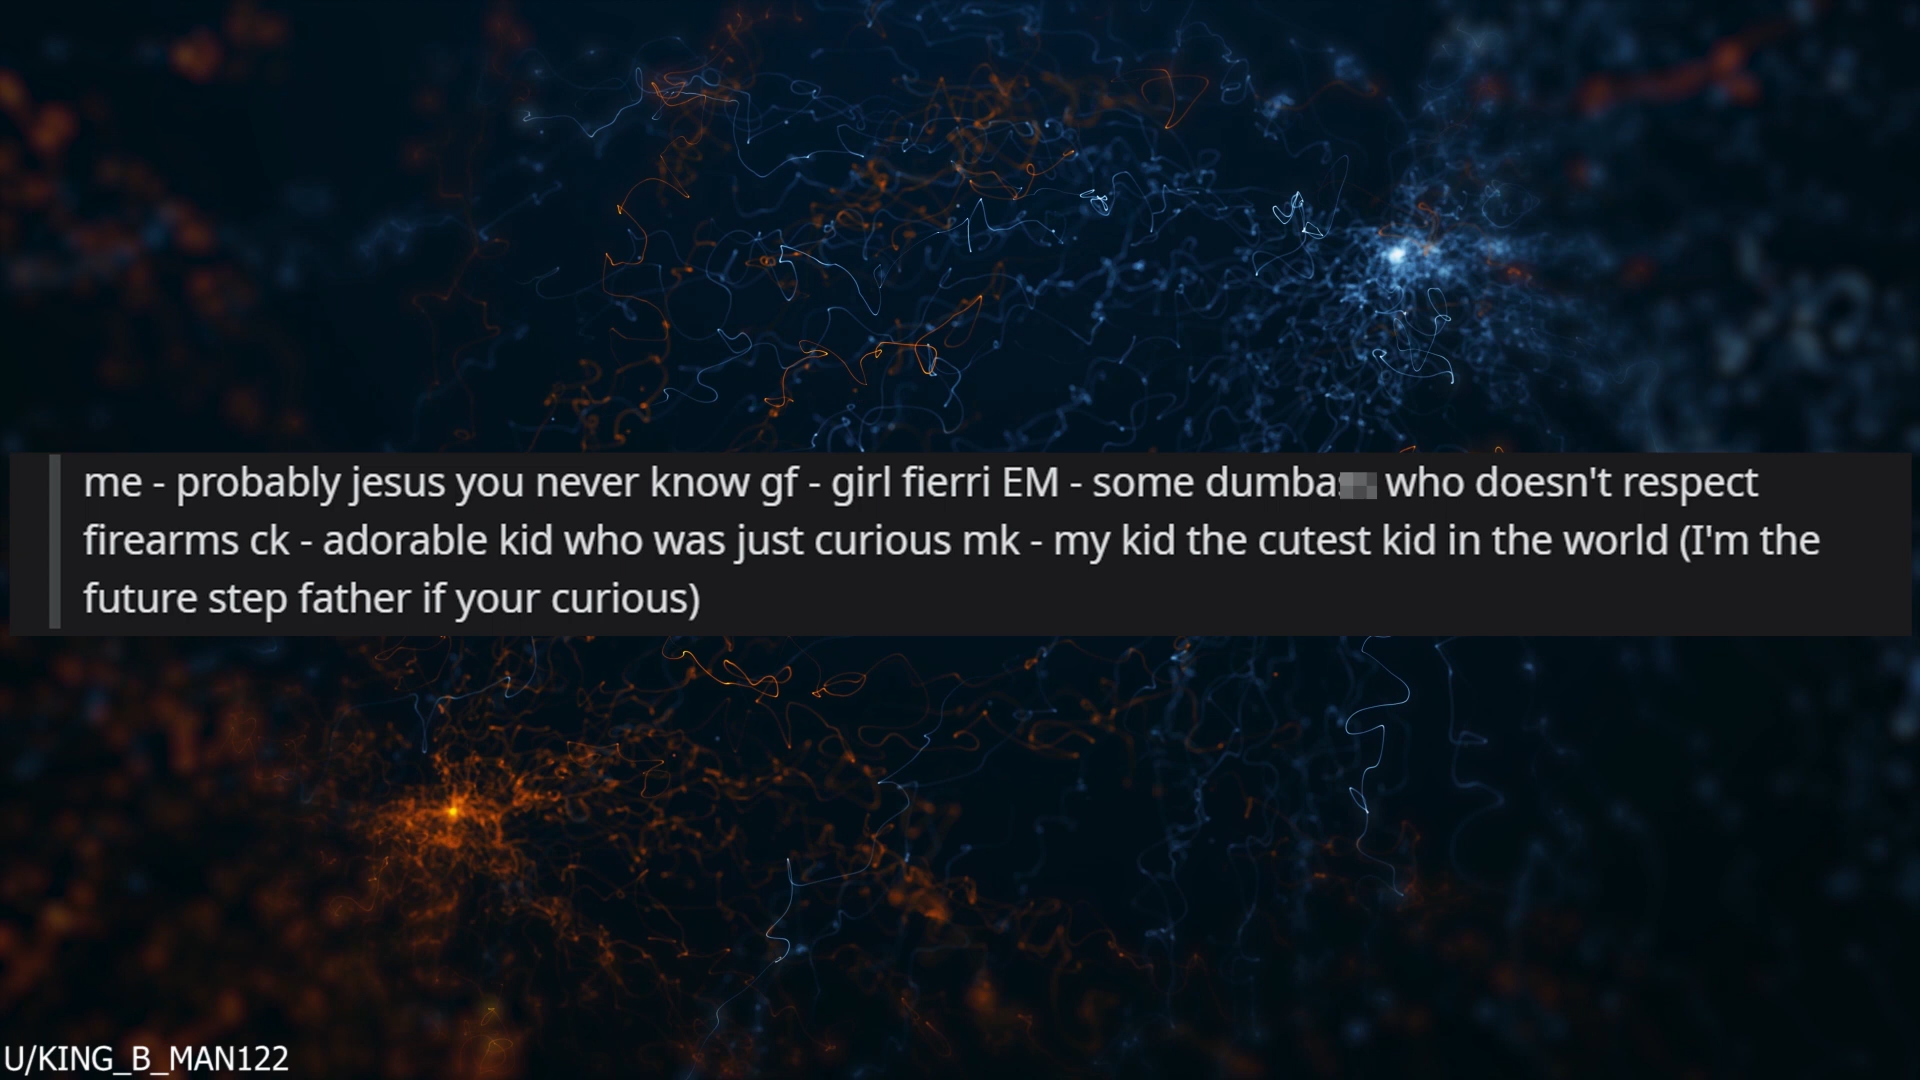 me - probably jesus you never know gf - girl fierri EM - some dumbas who doesn't respect
firearms ck - adorable kid who was just curious mk - my kid the cutest kid in the world (I'm the
future step father if your curious)
U/KING_B_MAN122